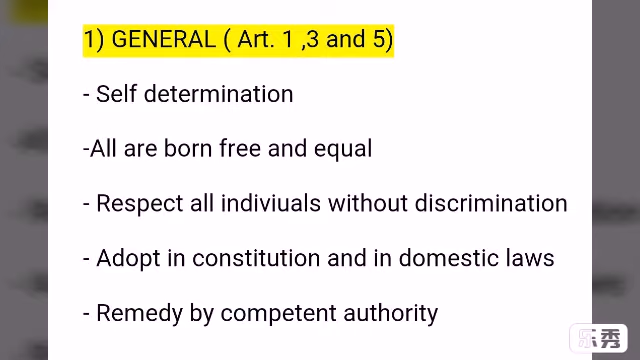 1) GENERAL ( Art. 1 ,3 and 5)
- Self determination
-All are born free and equal
- Respect all indiviuals without discrimination
- Adopt in constitution and in domestic laws
- Remedy by competent authority
乐秀